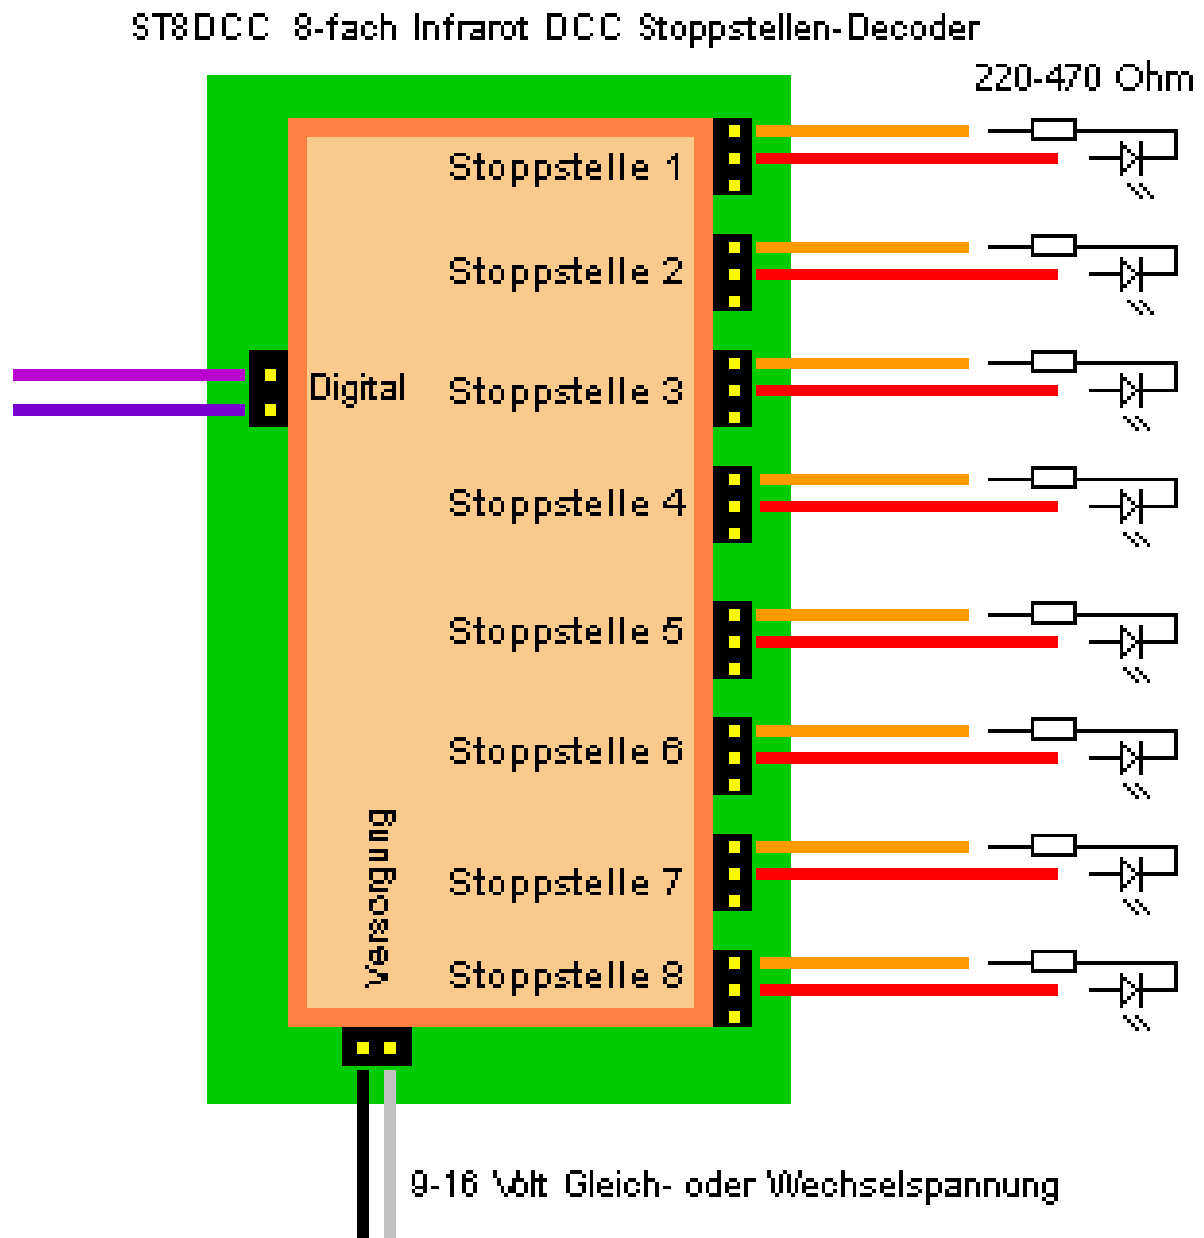 ST8DCC 8-fach Infrarot DCC Stoppstellen-Decoder
220-470 Ohm
Stoppstelle 1
Stoppstelle 2
Digital
Stoppstelle 3
Stoppstelle 4
Stoppstelle 5
Stoppstelle 6
Versorgung
Stoppstelle 7
Stoppstelle 8
9-16 Volt Gleich- oder Wechselspannung